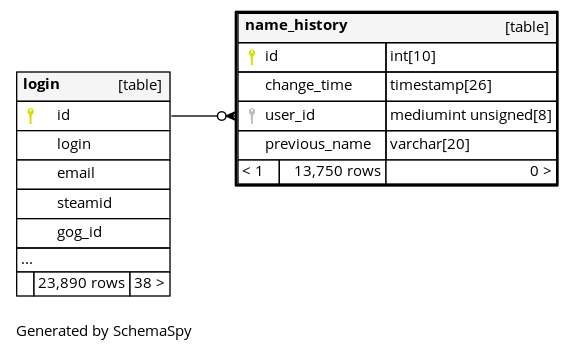 name_history [table]
id int[10]
change_time timestamp[26]
user_id mediumint unsigned[8]
previous_name varchar[20]
< 1 13,750 rows 0 >
login [table]
id
login
email
steamid
gog_id
...
23,890 rows 38 >
Generated by SchemaSpy